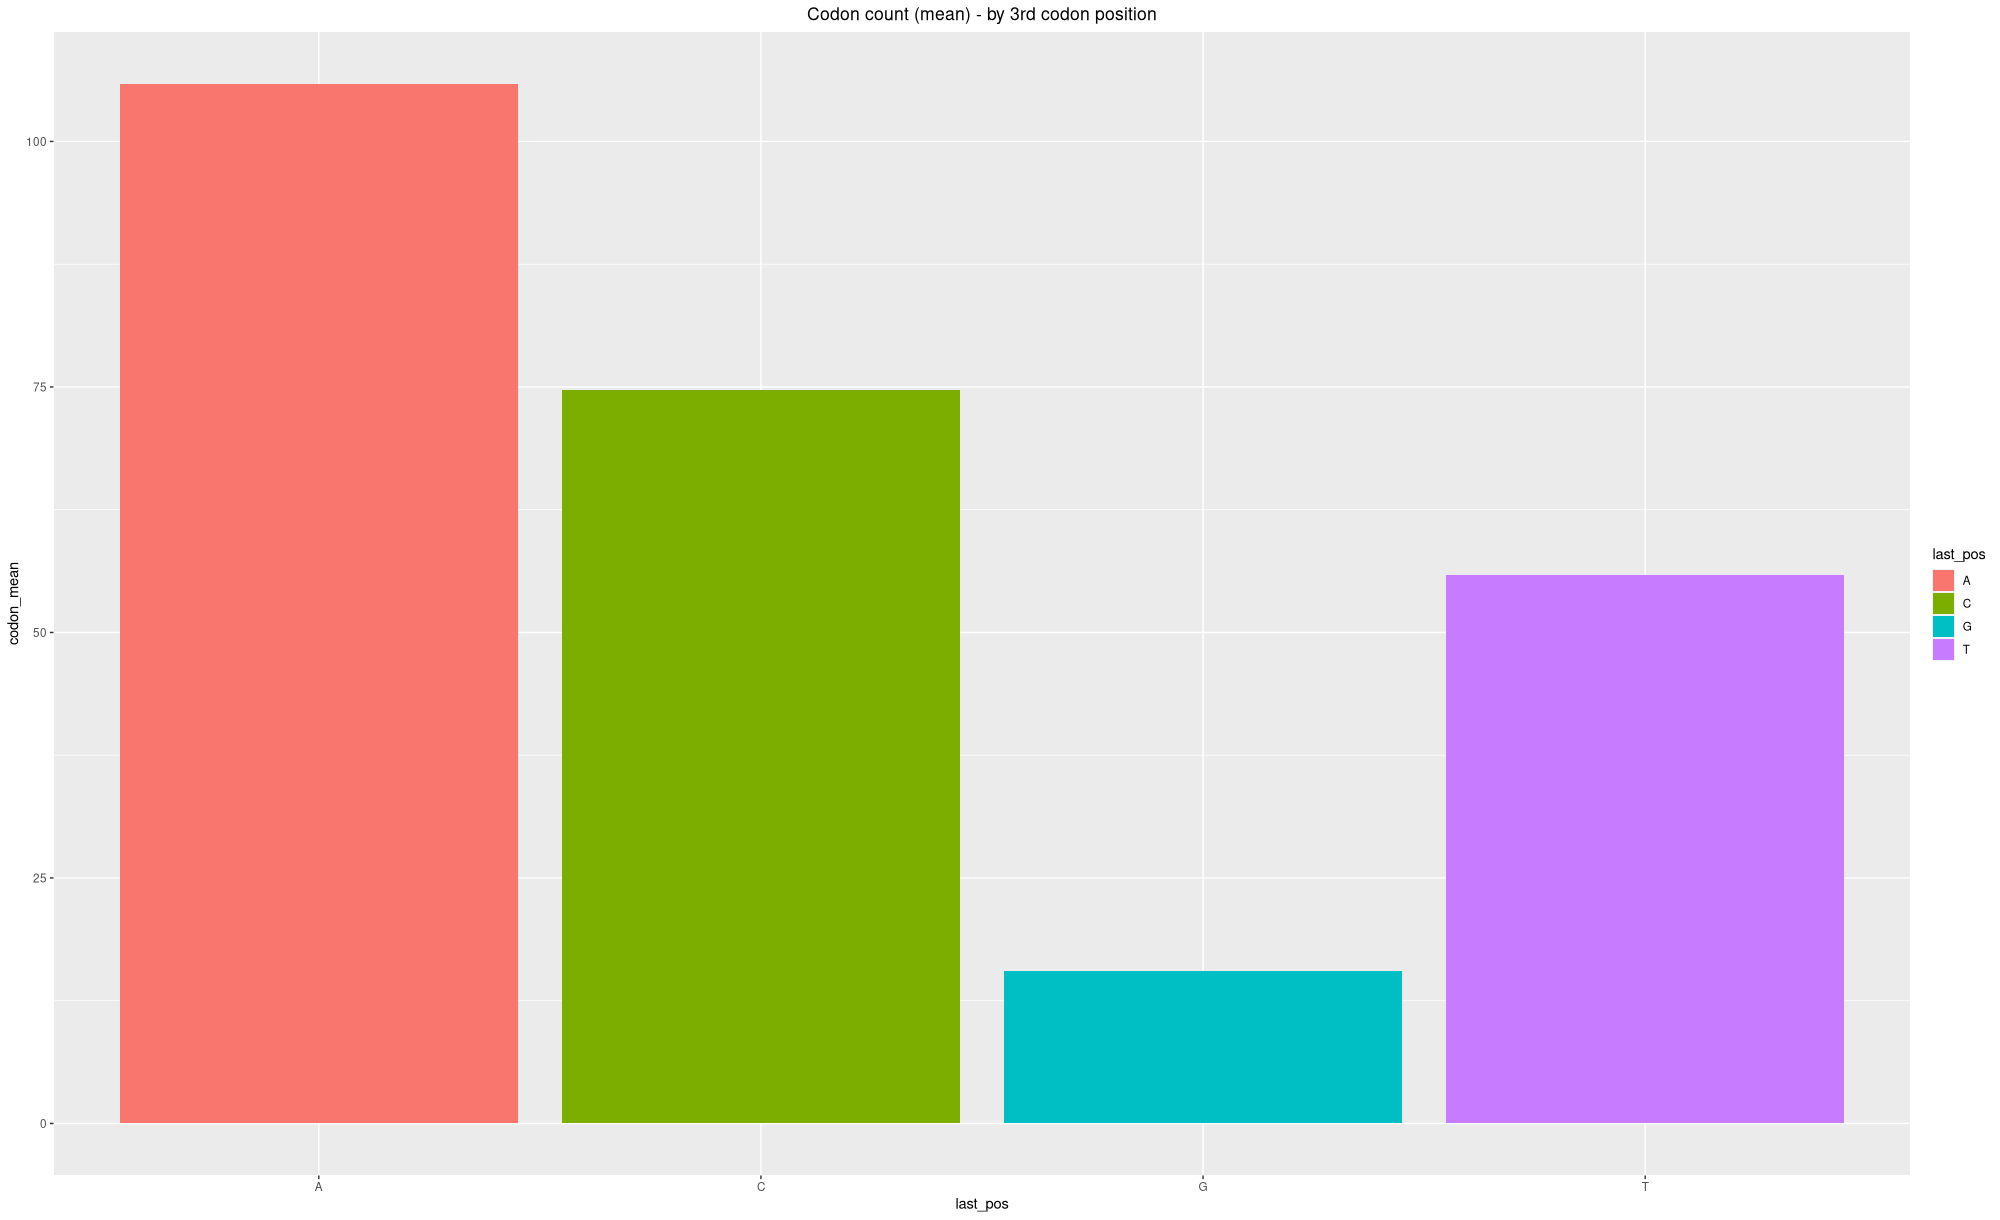 Codon count (mean) - by 3rd codon position
codon_mean
100
75
50
25
0
A
C
G
T
last_pos
last_pos
A
C
G
T